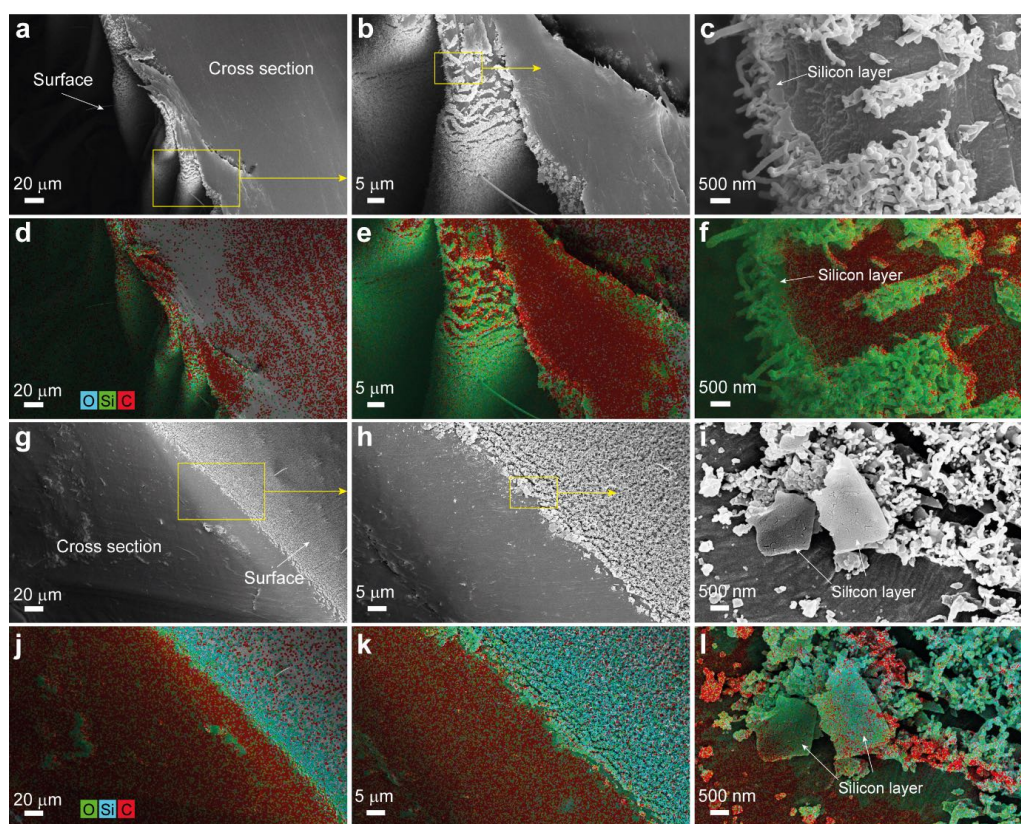 a
Surface
Cross section
20 μm
b
5 μm
c
Silicon layer
500 nm
d
20 μm
O Si C
e
5 μm
f
Silicon layer
500 nm
g
Cross section
Surface
20 μm
h
5 μm
i
Silicon layer
500 nm
j
20 μm
O Si C
k
5 μm
l
Silicon layer
500 nm